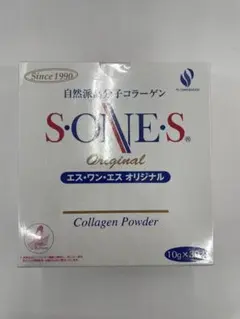 Since 1990
自然派高分子コラーゲン
S・ONE・S®
Original
エス・ワン・エス オリジナル
Collagen Powder